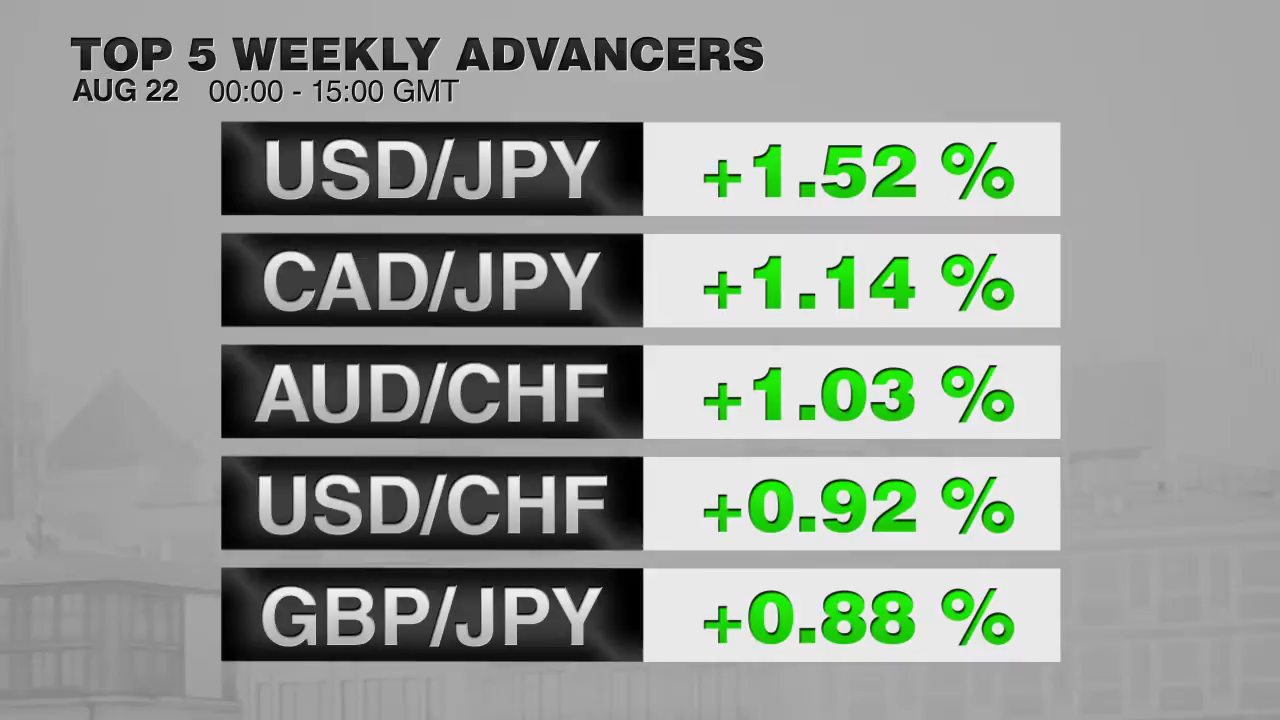 TOP 5 WEEKLY ADVANCERS
AUG 22 00:00 - 15:00 GMT
USD/JPY +1.52 %
CAD/JPY +1.14 %
AUD/CHF +1.03 %
USD/CHF +0.92 %
GBP/JPY +0.88 %